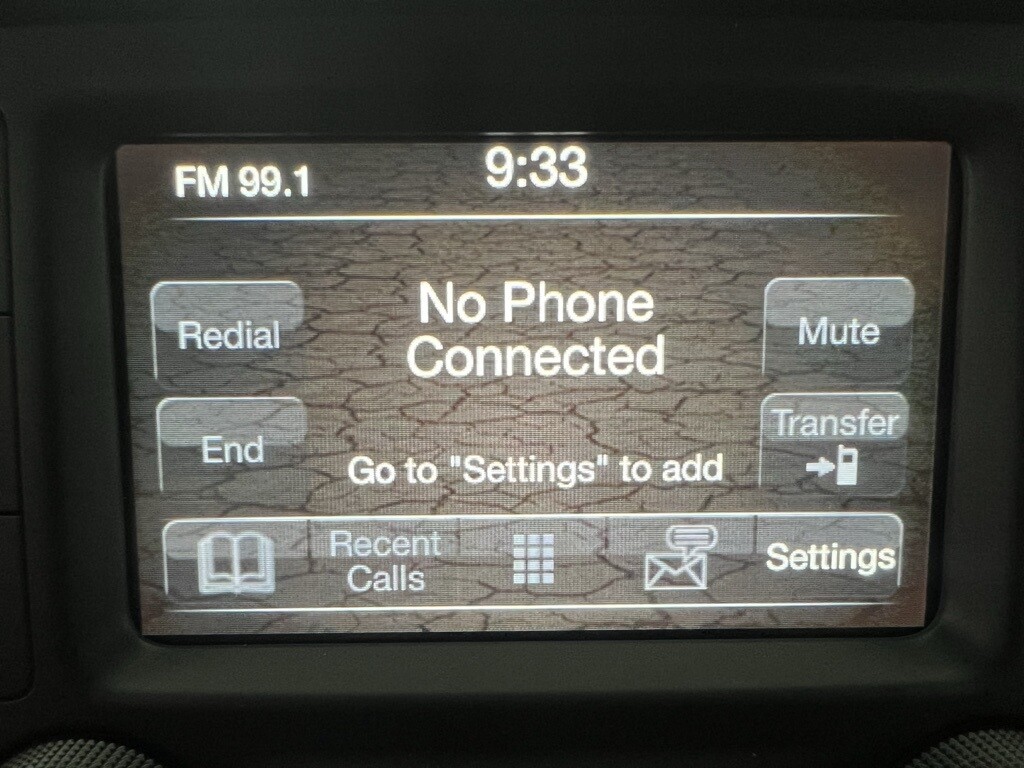 FM 99.1
9:33
No Phone
Connected
Redial
Mute
End
Transfer
Go to "Settings" to add
Recent
Calls
Settings